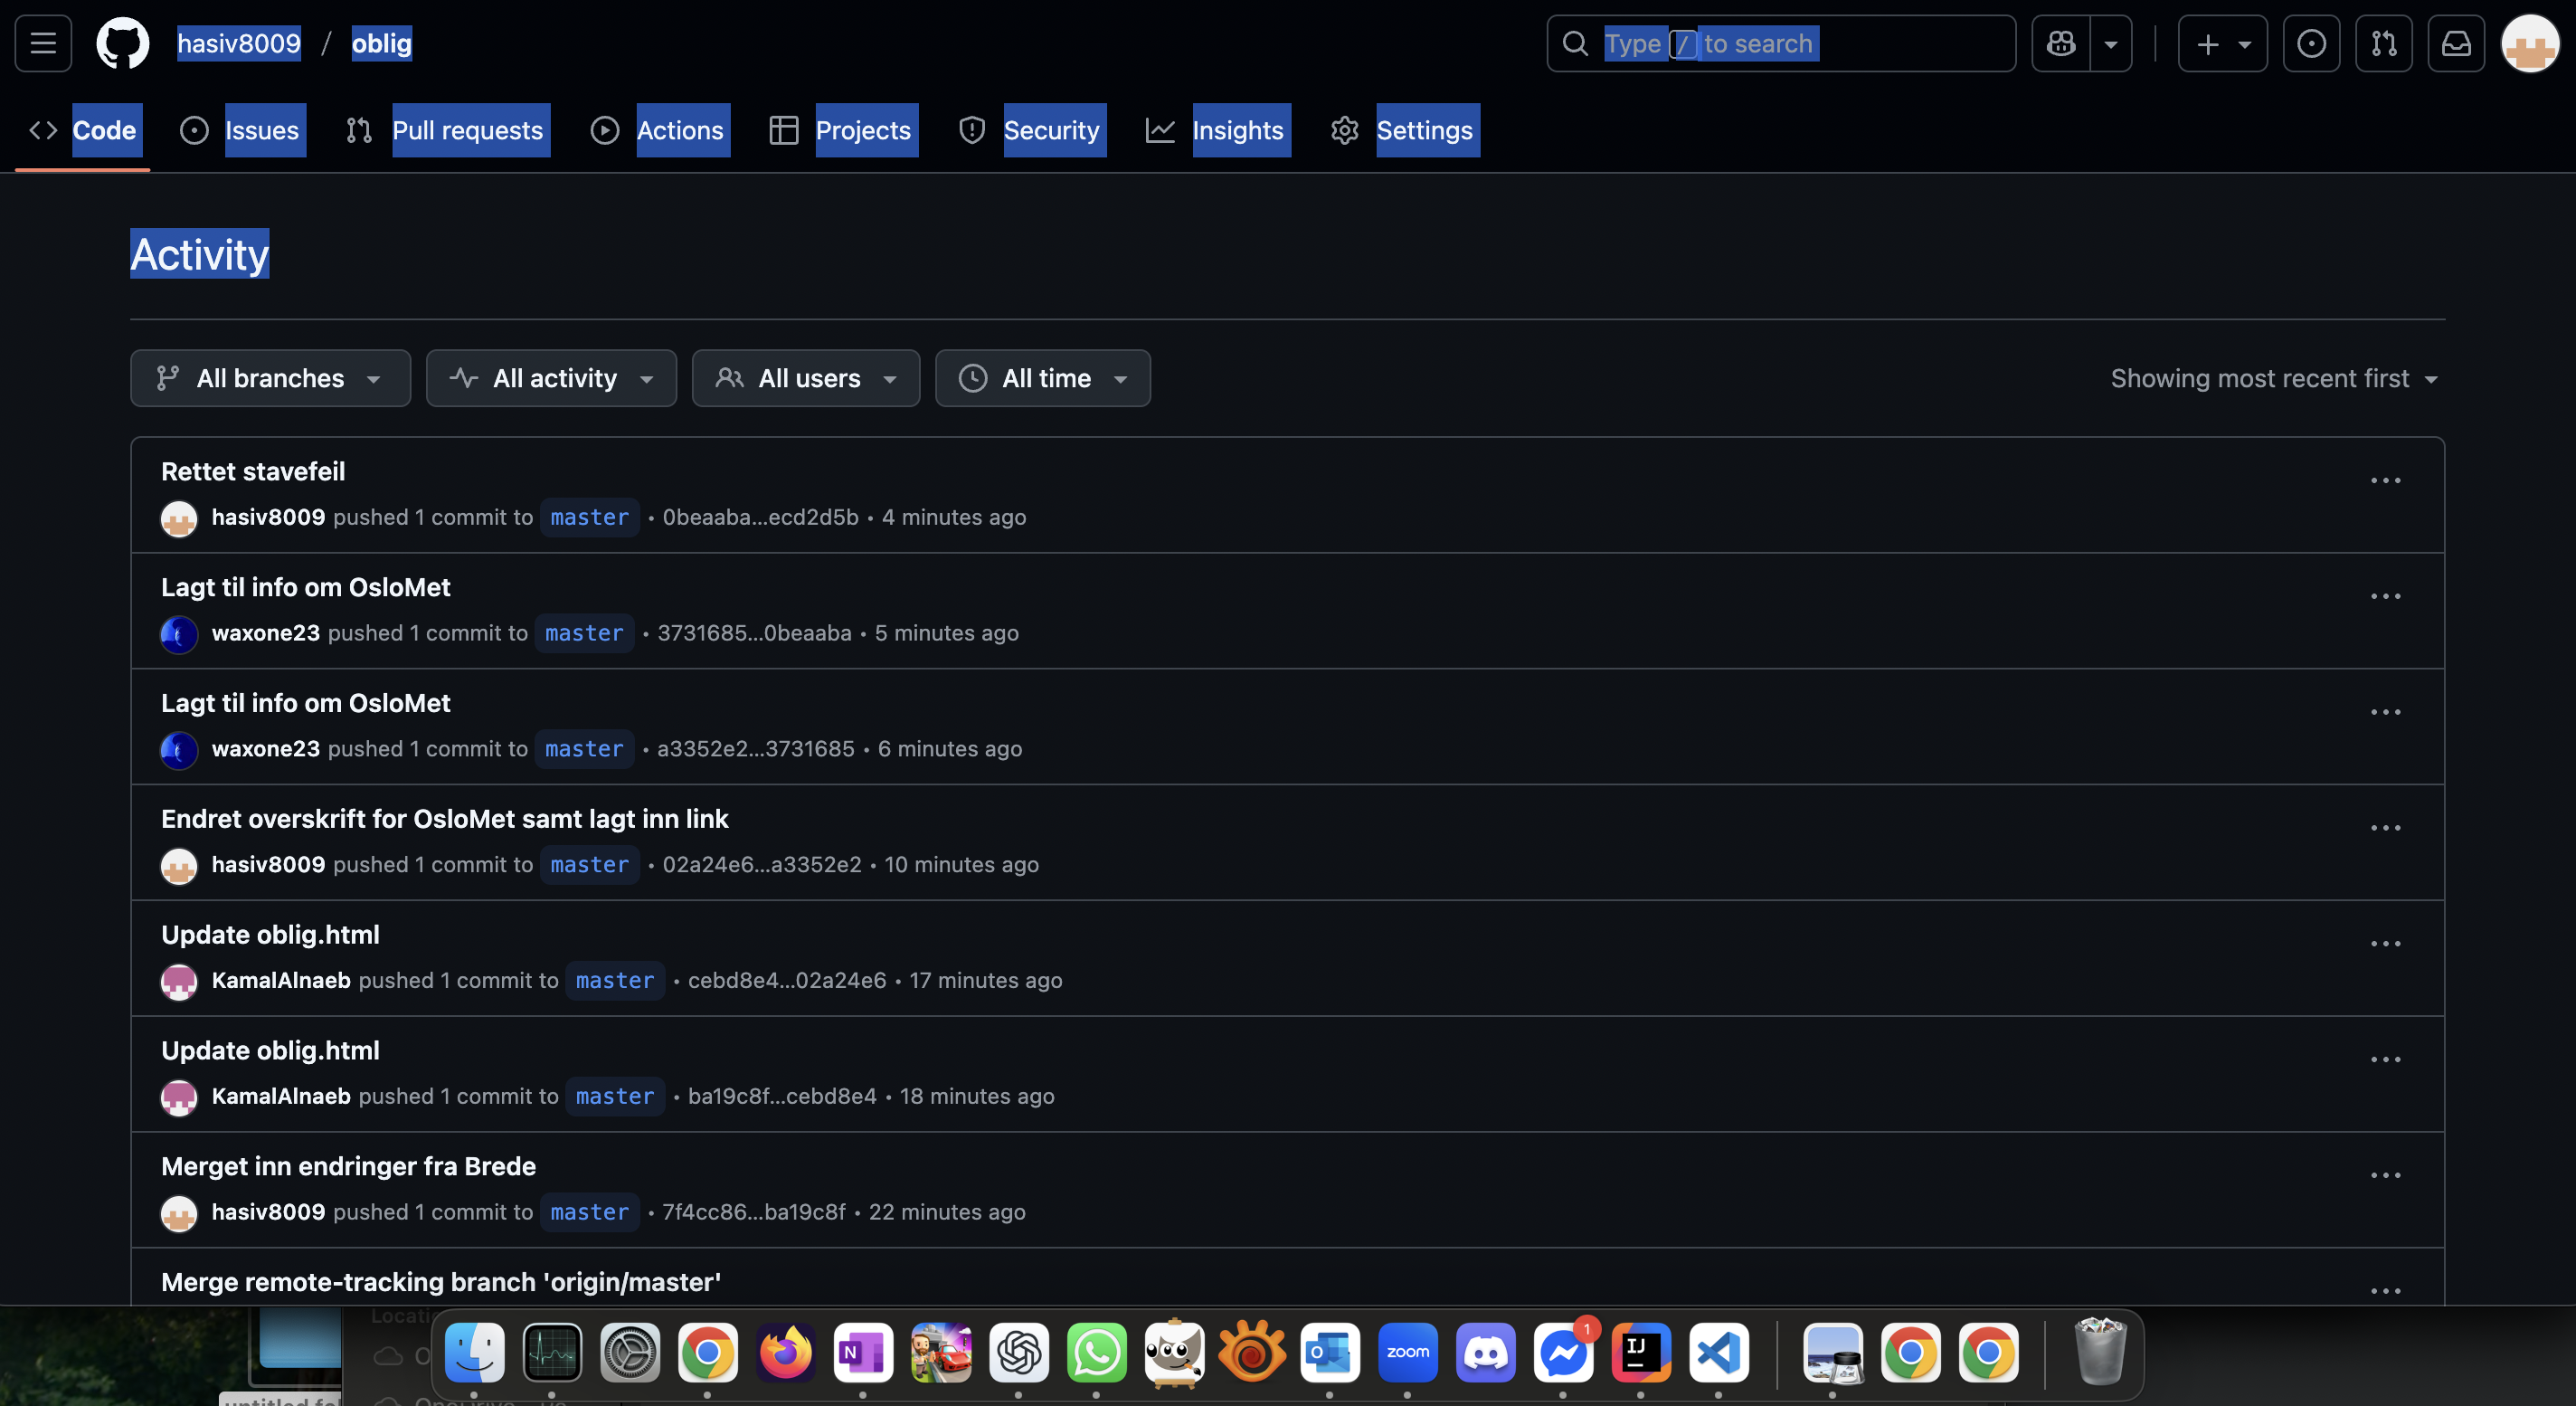 hasiv8009 / oblig
Type / to search
Code Issues Pull requests Actions Projects Security Insights Settings
Activity
All branches All activity All users All time Showing most recent first
Rettet stavefeil
hasiv8009 pushed 1 commit to master • 0beaaba...ecd2d5b • 4 minutes ago
Lagt til info om OsloMet
waxone23 pushed 1 commit to master • 3731685...0beaaba • 5 minutes ago
Lagt til info om OsloMet
waxone23 pushed 1 commit to master • a3352e2...3731685 • 6 minutes ago
Endret overskrift for OsloMet samt lagt inn link
hasiv8009 pushed 1 commit to master • 02a24e6...a3352e2 • 10 minutes ago
Update oblig.html
KamalAlnaeb pushed 1 commit to master • cebd8e4...02a24e6 • 17 minutes ago
Update oblig.html
KamalAlnaeb pushed 1 commit to master • ba19c8f...cebd8e4 • 18 minutes ago
Merget inn endringer fra Brede
hasiv8009 pushed 1 commit to master • 7f4cc86...ba19c8f • 22 minutes ago
Merge remote-tracking branch 'origin/master'
N
O
zoom
1
IJ